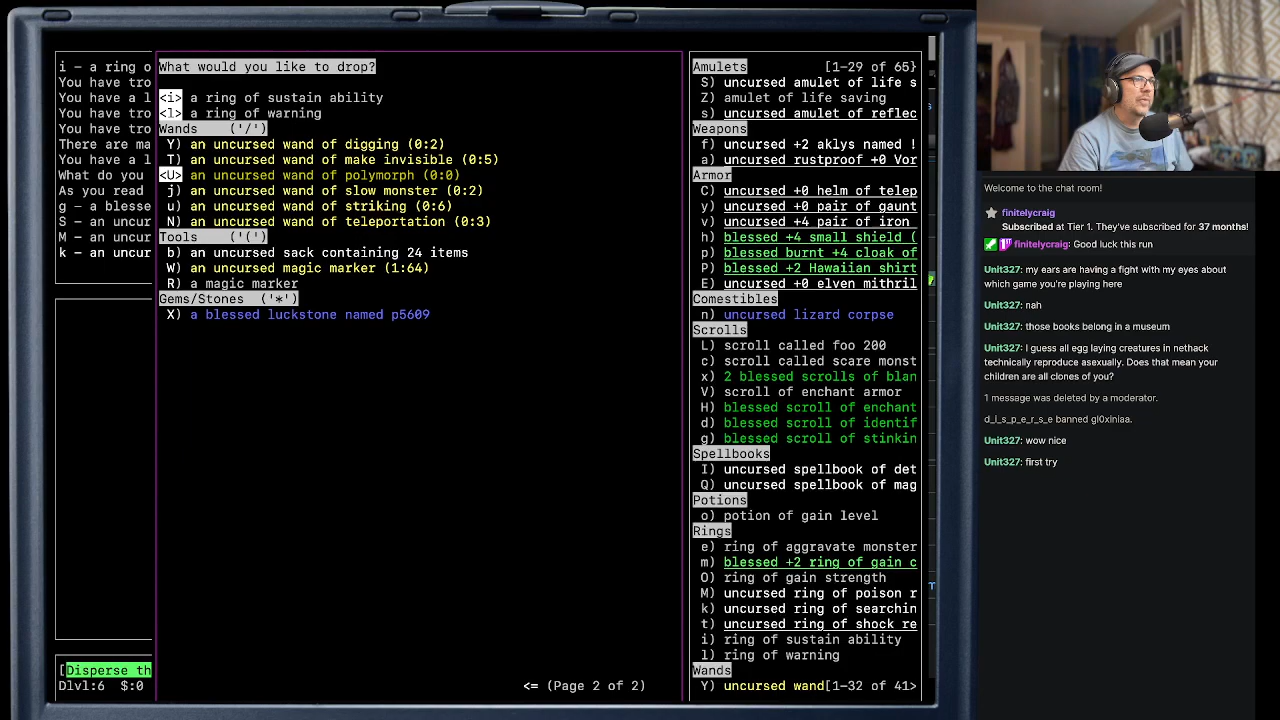 i - a ring o
You have tro
You have a l
You have tro
You have tro
There are ma
You have a l
What do you
As you read
g - a blesse
S - an uncur
M - an uncur
k - an uncur
[Disperse th
Dlvl:6 $:0
What would you like to drop?
<i> a ring of sustain ability
<l> a ring of warning
Wands ('/')
Y) an uncursed wand of digging (0:2)
T) an uncursed wand of make invisible (0:5)
<U> an uncursed wand of polymorph (0:0)
j) an uncursed wand of slow monster (0:2)
u) an uncursed wand of striking (0:6)
N) an uncursed wand of teleportation (0:3)
Tools ('(')
b) an uncursed sack containing 24 items
W) an uncursed magic marker (1:64)
R) a magic marker
Gems/Stones ('*')
X) a blessed luckstone named p5609
<= (Page 2 of 2)
Amulets [1-29 of 65}
S) uncursed amulet of life s
Z) amulet of life saving
s) uncursed amulet of reflec
Weapons
f) uncursed +2 aklys named !
a) uncursed rustproof +0 Vor
Armor
C) uncursed +0 helm of telep
y) uncursed +0 pair of gaunt
v) uncursed +4 pair of iron
h) blessed +4 small shield (
p) blessed burnt +4 cloak of
P) blessed +2 Hawaiian shirt
E) uncursed +0 elven mithril
Comestibles
n) uncursed lizard corpse
Scrolls
L) scroll called foo 200
c) scroll called scare monst
x) 2 blessed scrolls of blan
V) scroll of enchant armor
H) blessed scroll of enchant
d) blessed scroll of identif
g) blessed scroll of stinkin
Spellbooks
I) uncursed spellbook of det
Q) uncursed spellbook of mag
Potions
o) potion of gain level
Rings
e) ring of aggravate monster
m) blessed +2 ring of gain c
O) ring of gain strength
M) uncursed ring of poison r
k) uncursed ring of searchin
t) uncursed ring of shock re
i) ring of sustain ability
l) ring of warning
Wands
Y) uncursed wand[1-32 of 41>
Welcome to the chat room!
finitelycraig
Subscribed at Tier 1. They've subscribed for 37 months!
finitelycraig: Good luck this run
Unit327: my ears are having a fight with my eyes about
which game you're playing here
Unit327: nah
Unit327: those books belong in a museum
Unit327: I guess all egg laying creatures in nethack
technically reproduce asexually. Does that mean your
children are all clones of you?
1 message was deleted by a moderator.
Unit327: wow nice
Unit327: first try